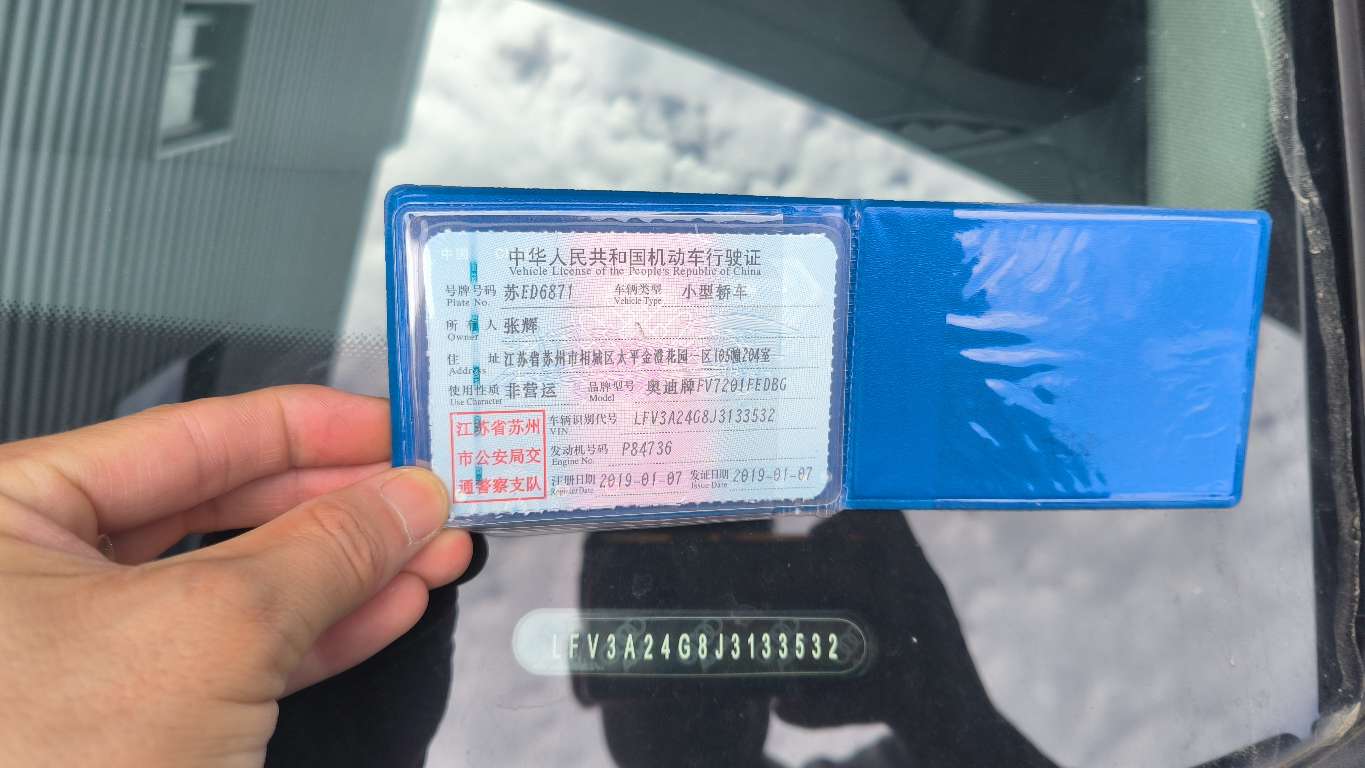 中华人民共和国机动车行驶证
Vehicle License of the People's Republic of China
号牌号码 苏ED6871 车辆类型 小型轿车
Plate No. Vehicle Type
所有人 张辉
Owner
住址 江苏省苏州市相城区太平金澄花园一区105幢204室
Address
使用性质 非营运 品牌型号 奥迪牌FV7201FEDBG
Use Character Model
江苏省苏州
市公安局交
通警察支队
车辆识别代号 LFV3A24G8J3133532
VIN
发动机号码 P84736
Engine No.
注册日期 2019-01-07 发证日期 2019-01-07
Register Date Issue Date
LFV3A24G8J3133532